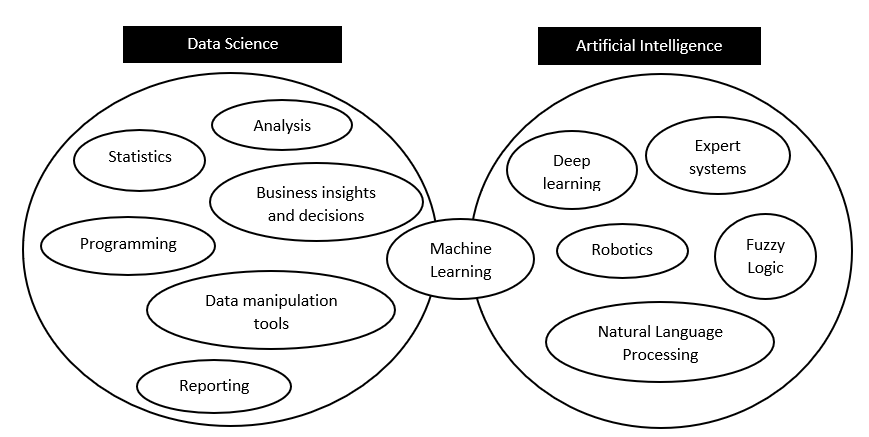 Data Science
Artificial Intelligence
Analysis
Statistics
Business insights
and decisions
Programming
Data manipulation
tools
Reporting
Machine
Learning
Deep
learning
Expert
systems
Robotics
Fuzzy
Logic
Natural Language
Processing